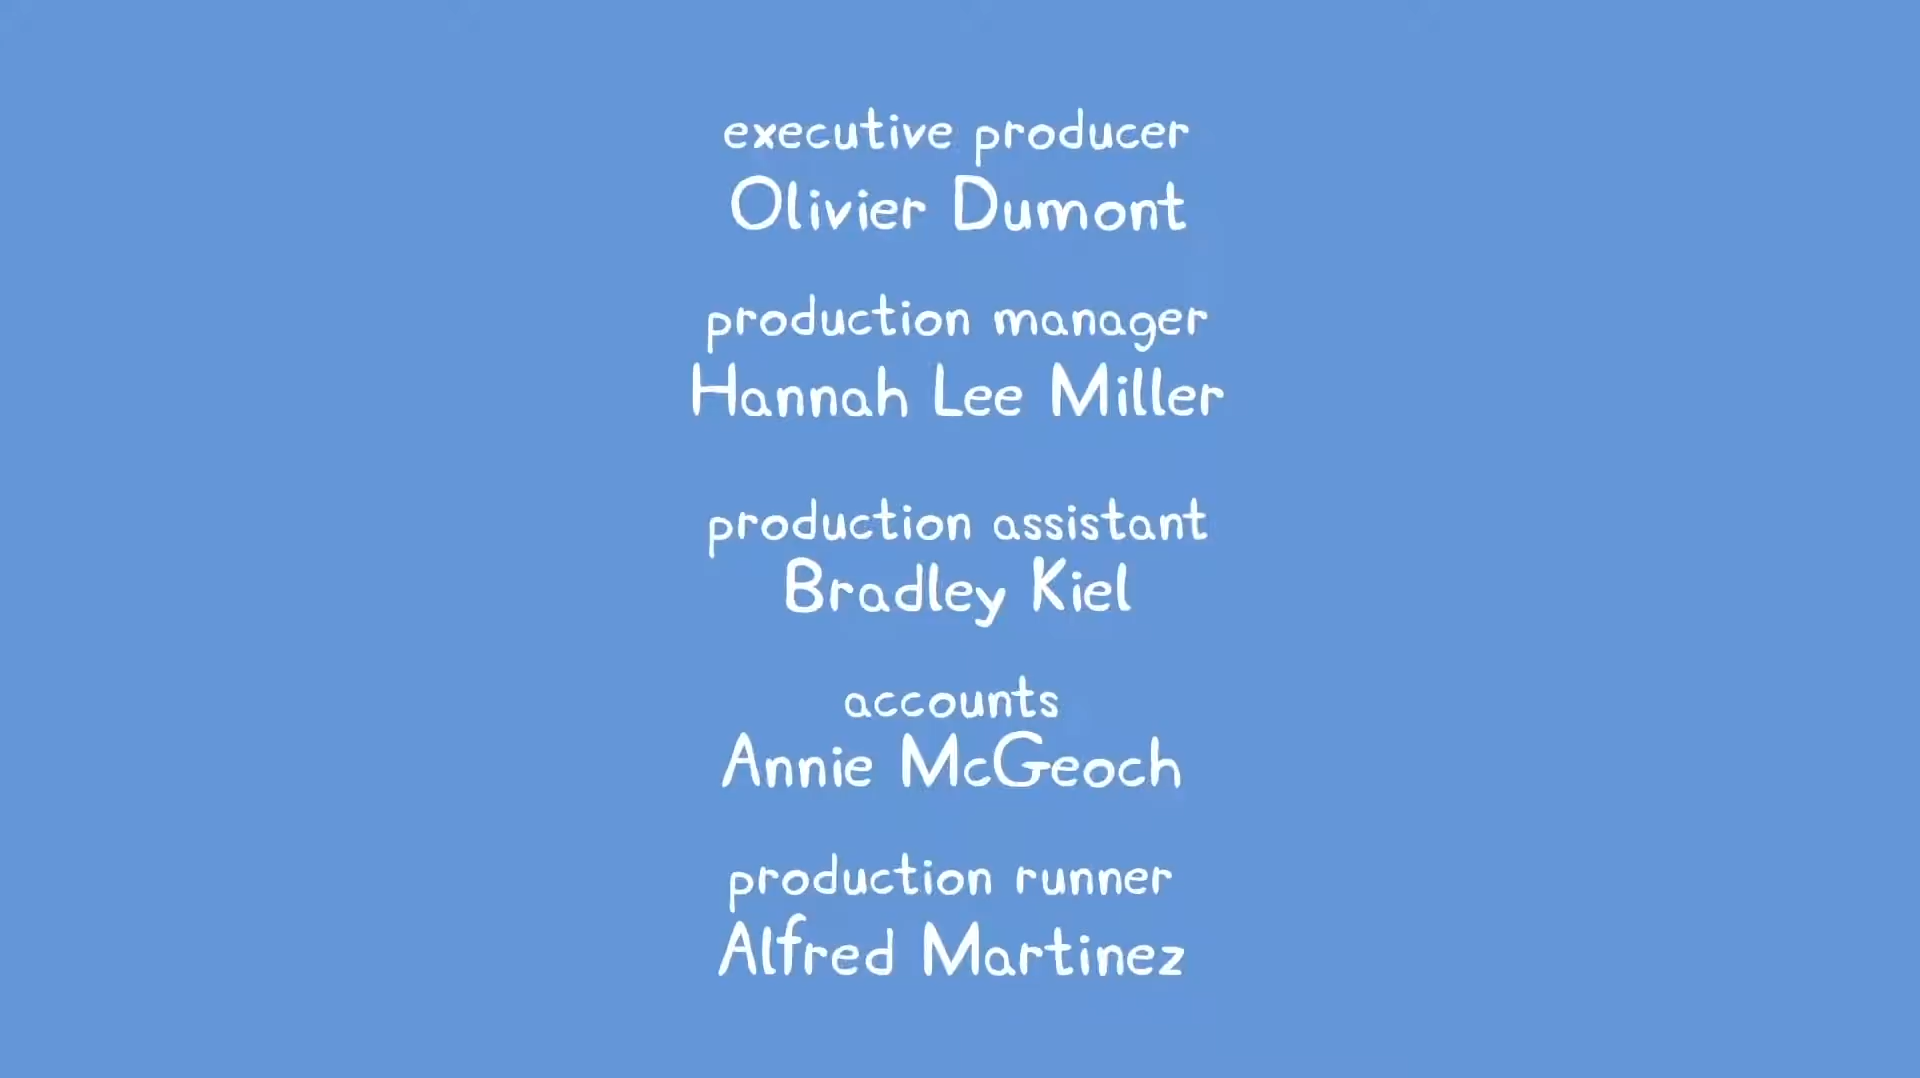 executive producer
Olivier Dumont
production manager
Hannah Lee Miller
production assistant
Bradley Kiel
accounts
Annie McGeoch
production runner
Alfred Martinez